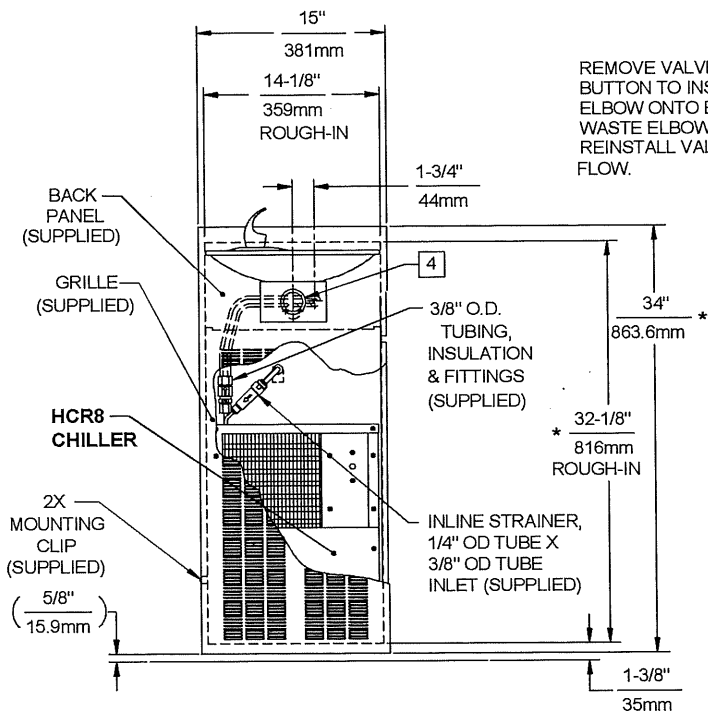 15"
381mm
14-1/8"
359mm
ROUGH-IN
REMOVE
BUTTON TO
ELBOW ONTO
WASTE ELBOW
REINSTALL
FLOW.
1-3/4"
44mm
BACK
PANEL
(SUPPLIED)
4
GRILLE
(SUPPLIED)
3/8" O.D.
TUBING,
INSULATION
& FITTINGS
(SUPPLIED)
34" *
863.6mm
HCR8
CHILLER
* 32-1/8"
816mm
ROUGH-IN
2X
MOUNTING
CLIP
(SUPPLIED)
INLINE STRAINER,
1/4" OD TUBE X
3/8" OD TUBE
INLET (SUPPLIED)
( 5/8" )
15.9mm
1-3/8"
35mm